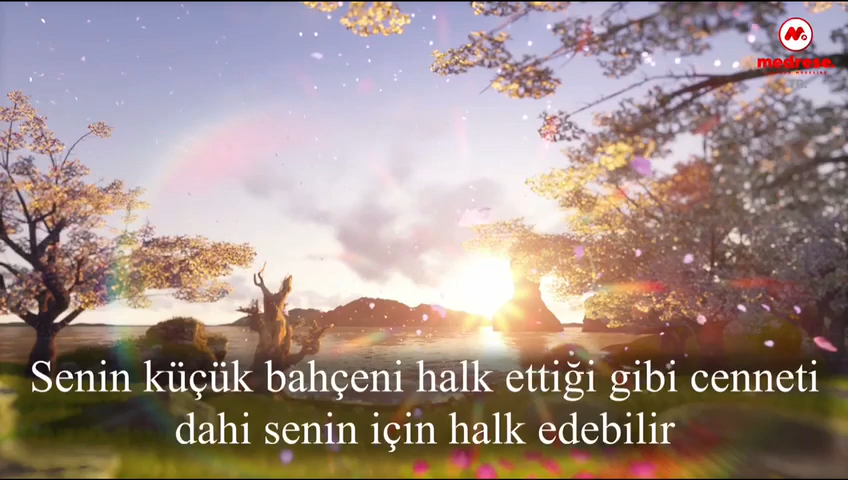 medrese
Senin küçük bahçeni halk ettiği gibi cenneti
dahi senin için halk edebilir